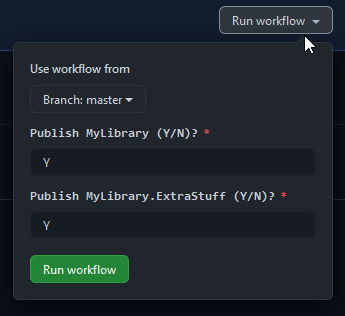 Run workflow
Use workflow from
Branch: master
Publish MyLibrary (Y/N)? *
Y
Publish MyLibrary.ExtraStuff (Y/N)? *
Y
Run workflow